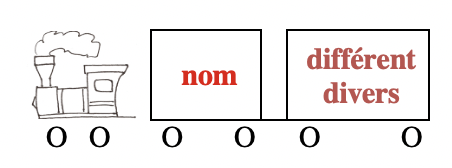 nom
différent
divers
O O O O O O